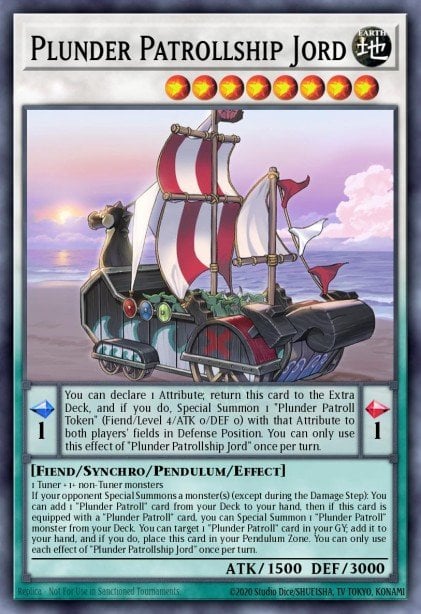 PLUNDER PATROLLSHIP JORD
EARTH
地
You can declare 1 Attribute; return this card to the Extra
Deck, and if you do, Special Summon 1 "Plunder Patroll
Token" (Fiend/Level 4/ATK 0/DEF 0) with that Attribute to
both players' fields in Defense Position. You can only use
this effect of "Plunder Patrollship Jord" once per turn.
1
1
[FIEND/SYNCHRO/PENDULUM/EFFECT]
1 Tuner + 1+ non-Tuner monsters
If your opponent Special Summons a monster(s) (except during the Damage Step): You
can add 1 "Plunder Patroll" card from your Deck to your hand, then if this card is
equipped with a "Plunder Patroll" card, you can Special Summon 1 "Plunder Patroll"
monster from your Deck. You can target 1 "Plunder Patroll" card in your GY; add it to
your hand, and if you do, place this card in your Pendulum Zone. You can only use
each effect of "Plunder Patrollship Jord" once per turn.
ATK/1500 DEF/3000
Replica - Not For Use in Sanctioned Tournaments
©2020 Studio Dice/SHUEISHA, TV TOKYO, KONAMI